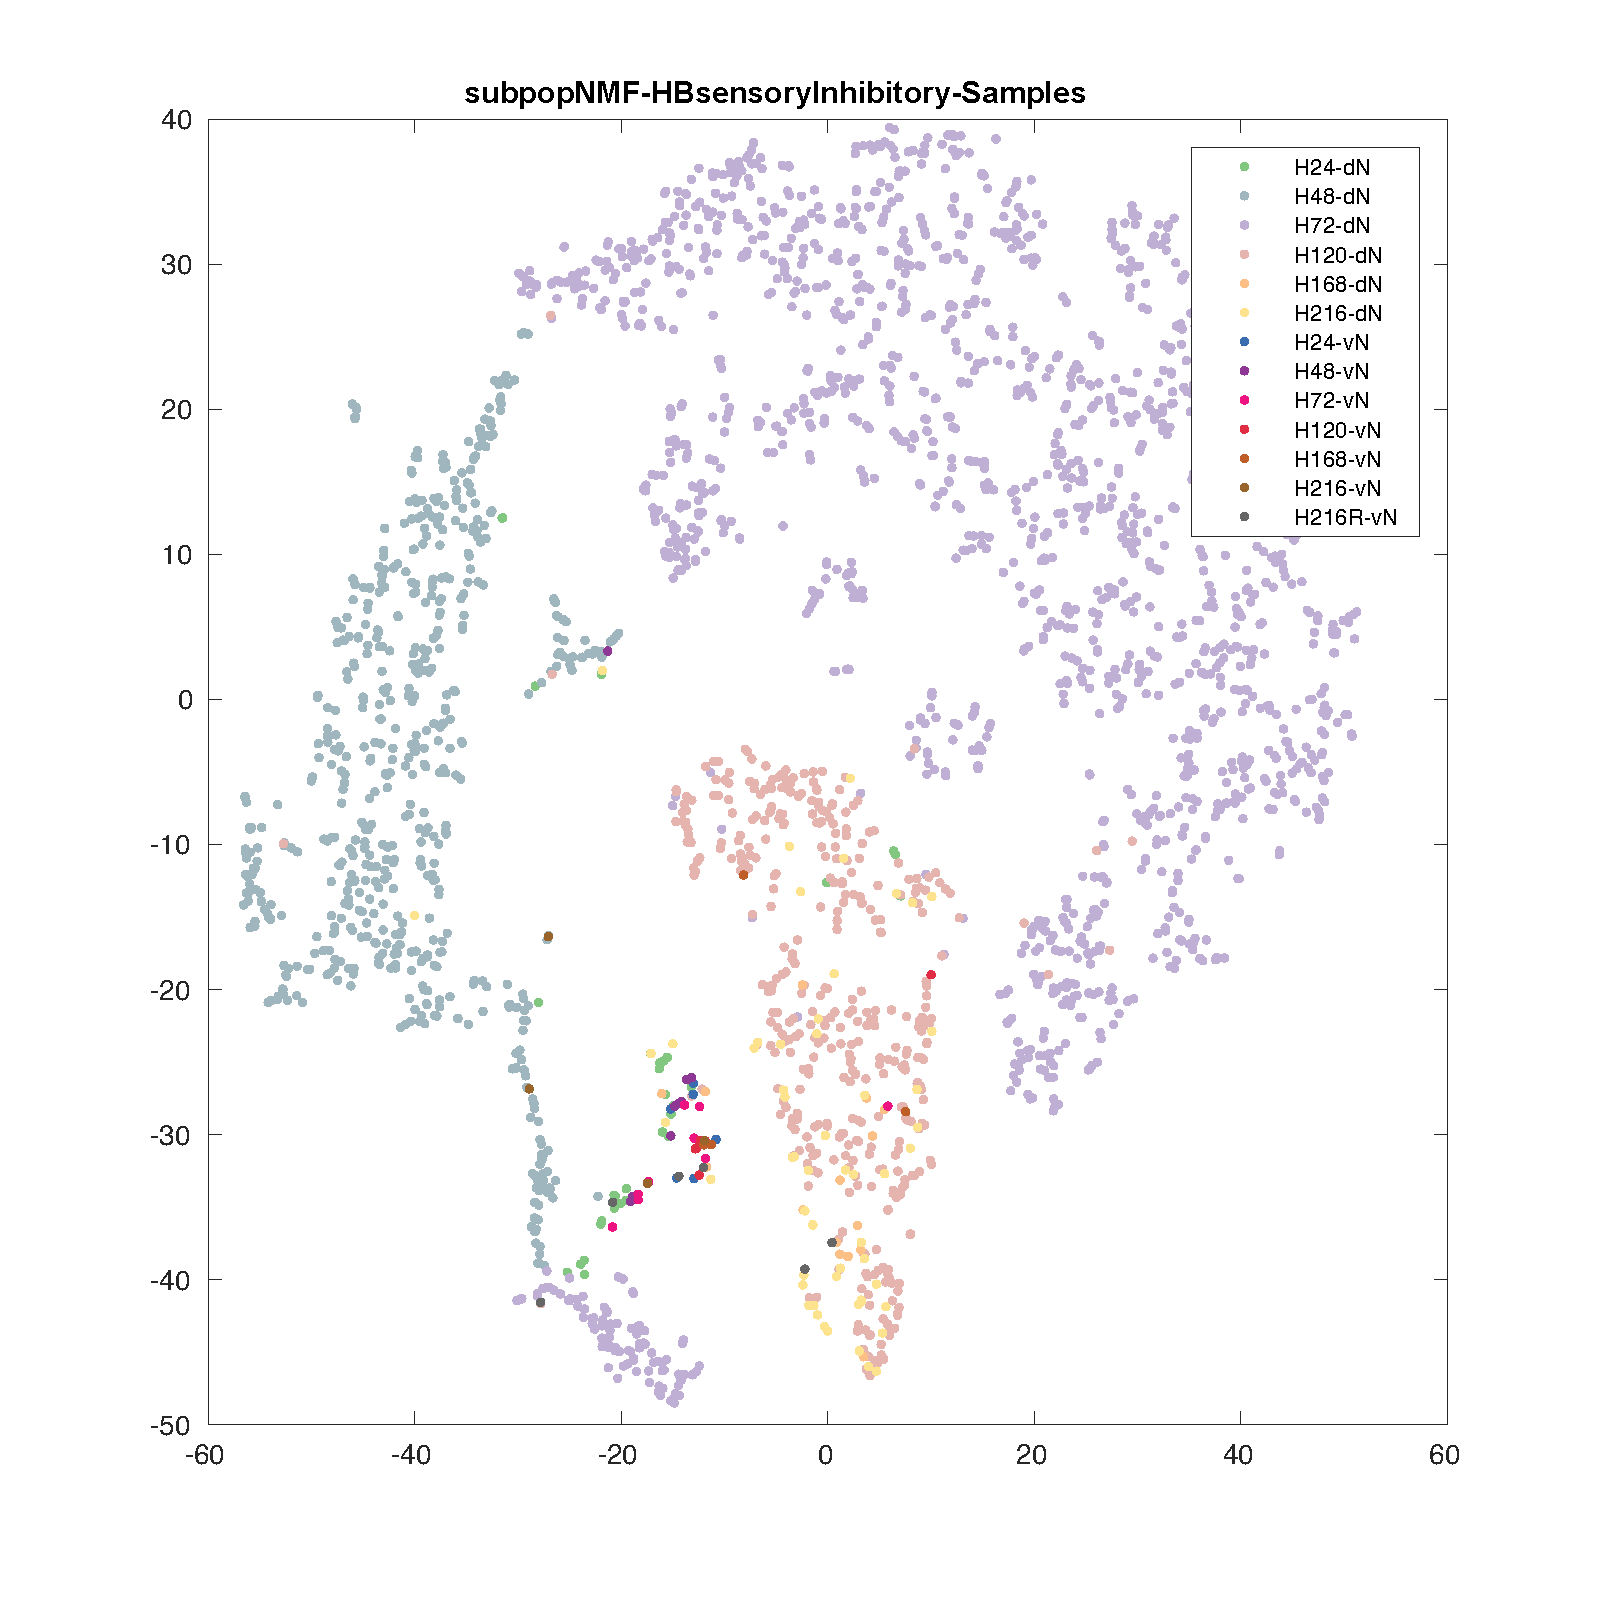 subpopNMF-HBsensoryInhibitory-Samples
40
30
20
10
0
-10
-20
-30
-40
-50
-60
-40
-20
0
20
40
60
H24-dN
H48-dN
H72-dN
H120-dN
H168-dN
H216-dN
H24-vN
H48-vN
H72-vN
H120-vN
H168-vN
H216-vN
H216R-vN